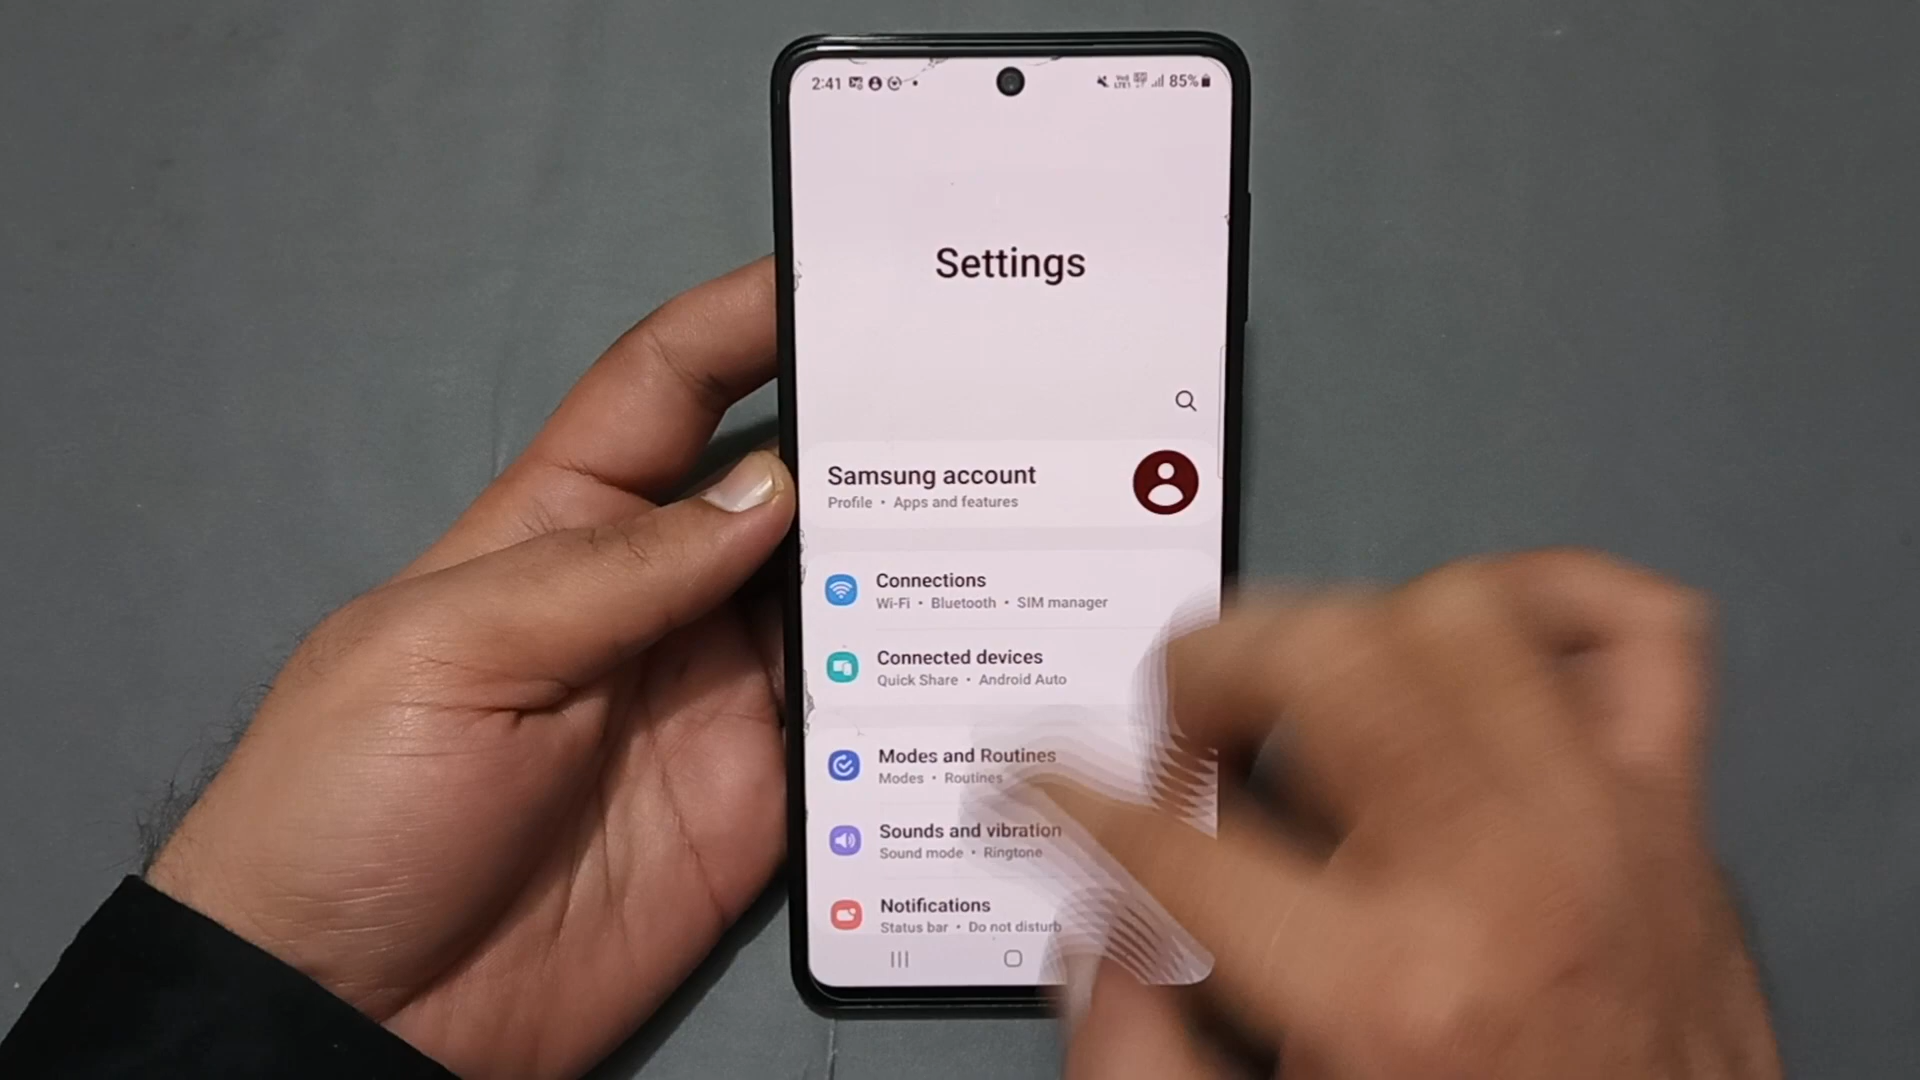 2:41
85%
Settings
Samsung account
Profile • Apps and features
Connections
Wi-Fi • Bluetooth • SIM manager
Connected devices
Quick Share • Android Auto
Modes and Routines
Modes • Routines
Sounds and vibration
Sound mode • Ringtone
Notifications
Status bar • Do not disturb